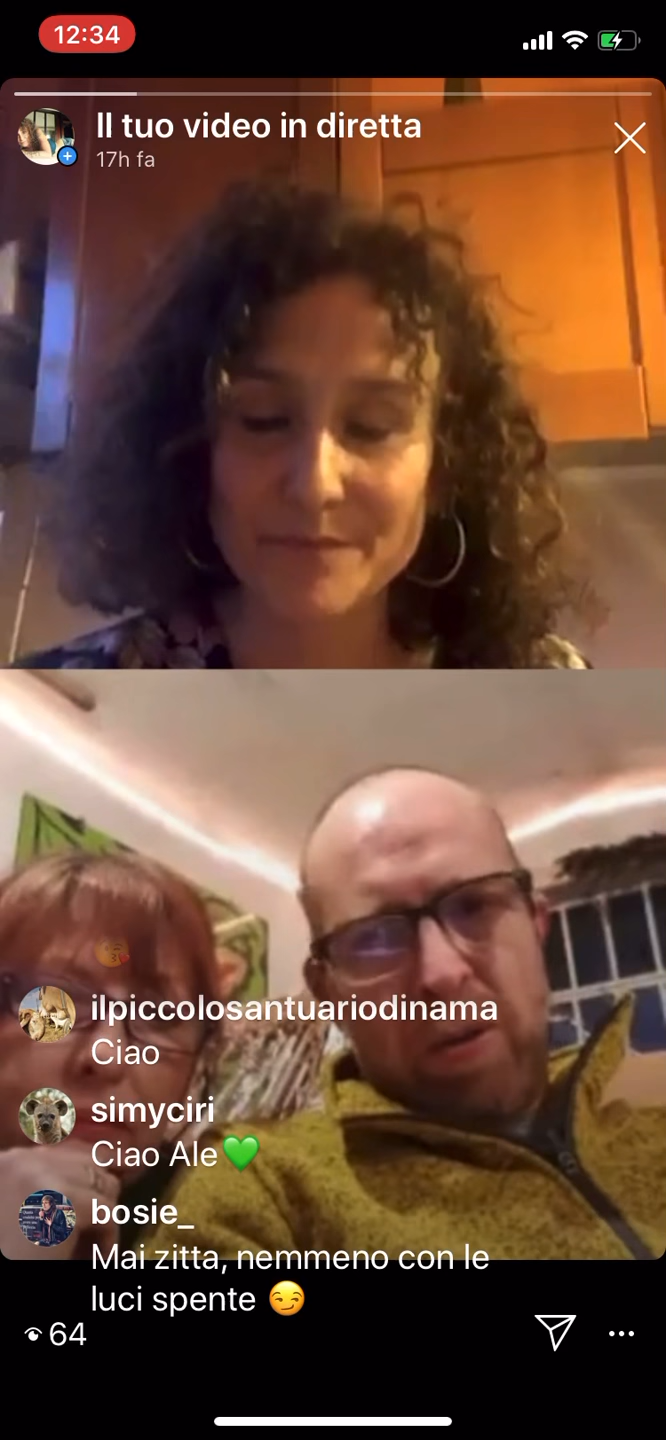 12:34
Il tuo video in diretta
17h fa
ilpiccolosantuariodinama
Ciao
simyciri
Ciao Ale💚
bosie_
Mai zitta, nemmeno con le
luci spente 😏
64